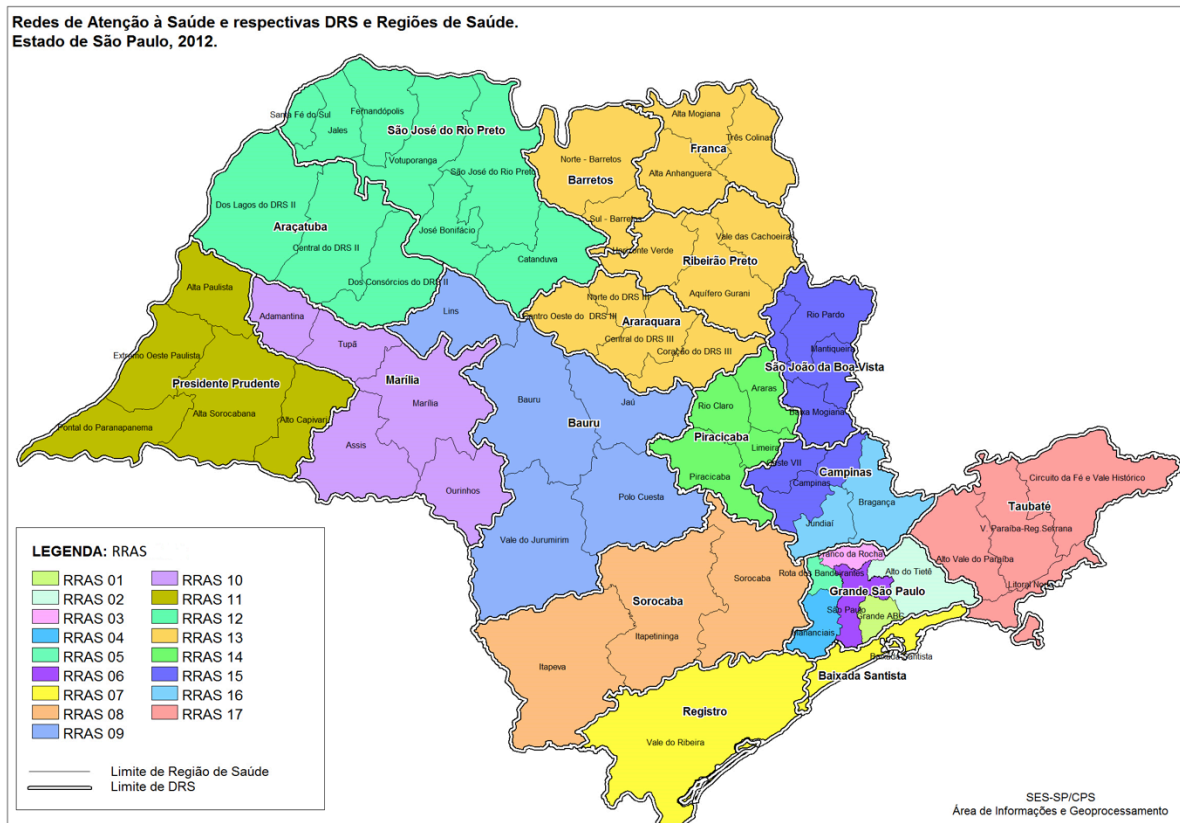 Redes de Atenção à Saúde e respectivas DRS e Regiões de Saúde.
Estado de São Paulo, 2012.
Santa Fé do Sul
Fernandópolis
Jales
São José do Rio Preto
Votuporanga
São José do Rio Preto
Dos Lagos do DRS II
Araçatuba
José Bonifácio
Central do DRS II
Catanduva
Dos Consórcios do DRS II
Alta Mogiana
Três Colinas
Franca
Norte - Barretos
Barretos
Alta Anhanguera
Sul - Barretos
Vale das Cachoeiras
Horizonte Verde
Ribeirão Preto
Aquífero Gurani
Norte do DRS III
Centro Oeste do DRS III
Araraquara
Central do DRS III
Coração do DRS III
Alta Paulista
Adamantina
Lins
Tupã
Extremo Oeste Paulista
Presidente Prudente
Marília
Marília
Alta Sorocabana
Alto Capivari
Pontal do Paranapanema
Assis
Ourinhos
Bauru
Jaú
Bauru
Polo Cuesta
Vale do Jurumirim
Rio Pardo
Mantiqueira
São João da Boa Vista
Baixa Mogiana
Araras
Rio Claro
Piracicaba
Limeira
Piracicaba
Oeste VII
Campinas
Campinas
Bragança
Jundiaí
Circuito da Fé e Vale Histórico
Taubaté
V. Paraíba-Reg.Serrana
Alto Vale do Paraíba
Litoral Norte
Franco da Rocha
Rota dos Bandeirantes
Alto do Tietê
Grande São Paulo
São Paulo
Grande ABC
Mananciais
Baixada Santista
Baixada Santista
Sorocaba
Sorocaba
Itapetininga
Itapeva
Registro
Vale do Ribeira
LEGENDA: RRAS
RRAS 01
RRAS 02
RRAS 03
RRAS 04
RRAS 05
RRAS 06
RRAS 07
RRAS 08
RRAS 09
RRAS 10
RRAS 11
RRAS 12
RRAS 13
RRAS 14
RRAS 15
RRAS 16
RRAS 17
Limite de Região de Saúde
Limite de DRS
SES-SP/CPS
Área de Informações e Geoprocessamento